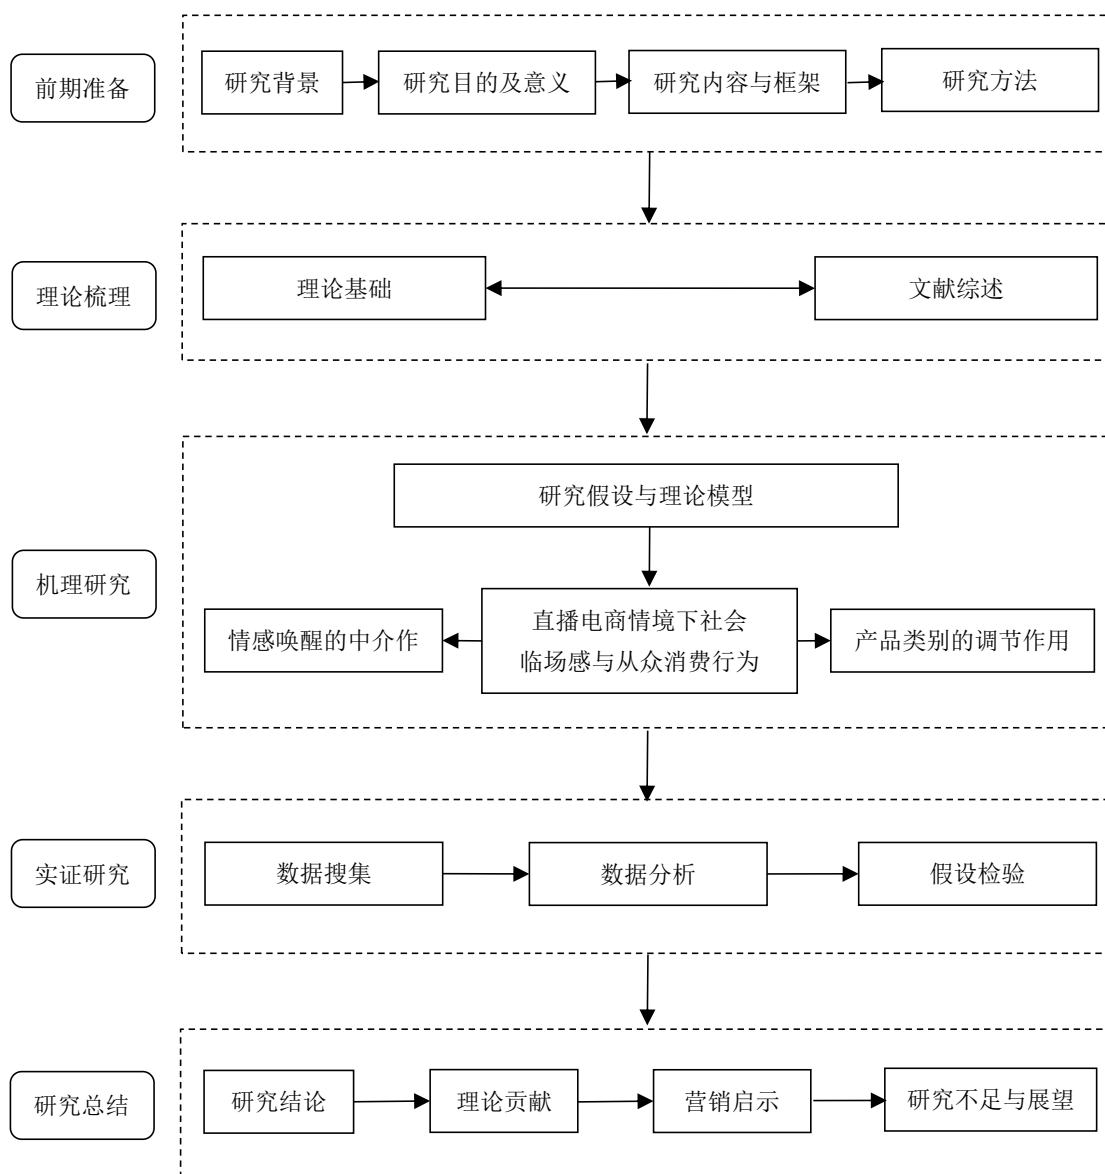 前期准备
研究背景
研究目的及意义
研究内容与框架
研究方法
理论梳理
理论基础
文献综述
机理研究
研究假设与理论模型
情感唤醒的中介作
直播电商情境下社会
临场感与从众消费行为
产品类别的调节作用
实证研究
数据搜集
数据分析
假设检验
研究总结
研究结论
理论贡献
营销启示
研究不足与展望